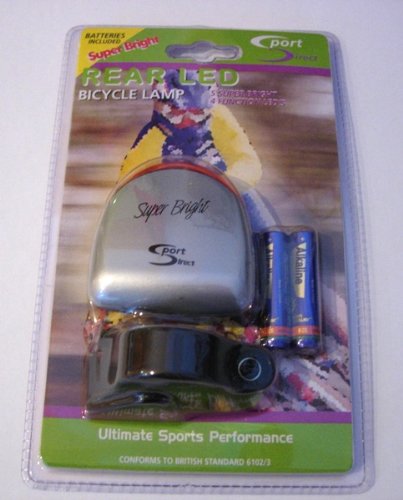 BATTERIES
INCLUDED
Super Bright
Sport
Direct
REAR LED
BICYCLE LAMP
5 SUPER BRIGHT
4 FUNCTION LED'S
Super Bright
Sport
Direct
Alkaline
Ultimate Sports Performance
CONFORMS TO BRITISH STANDARD 6102/3